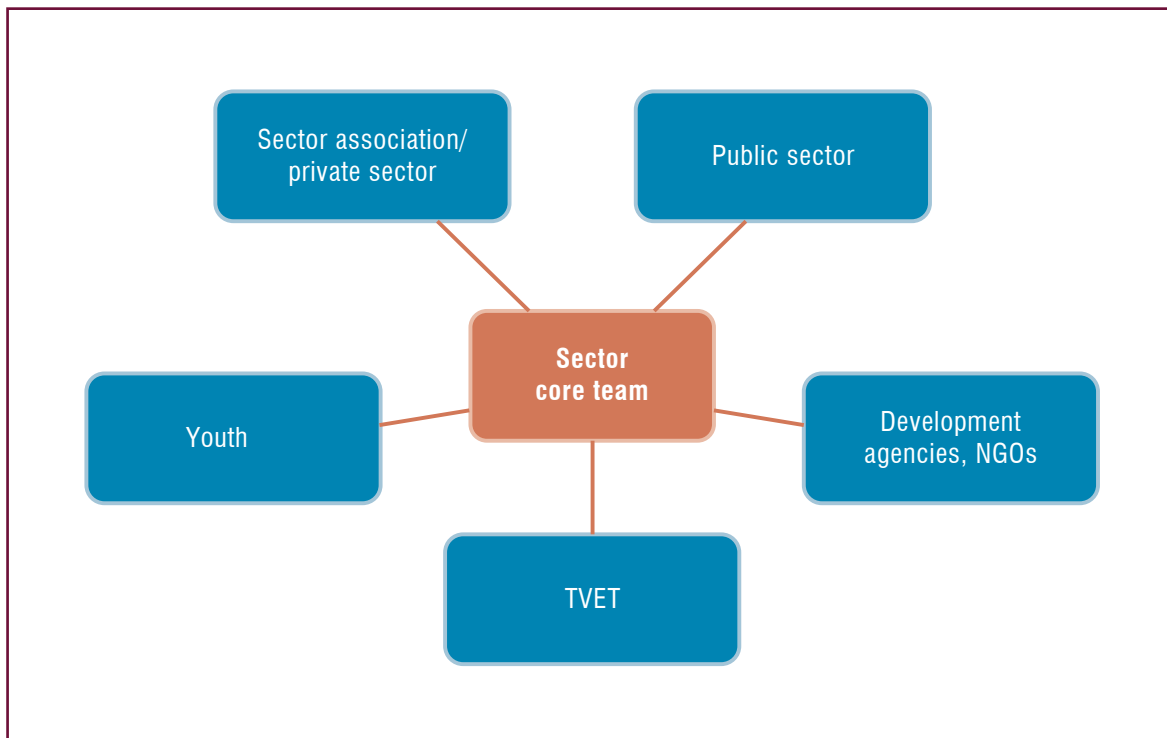 Sector association/
private sector
Public sector
Sector
core team
Youth
Development
agencies, NGOs
TVET